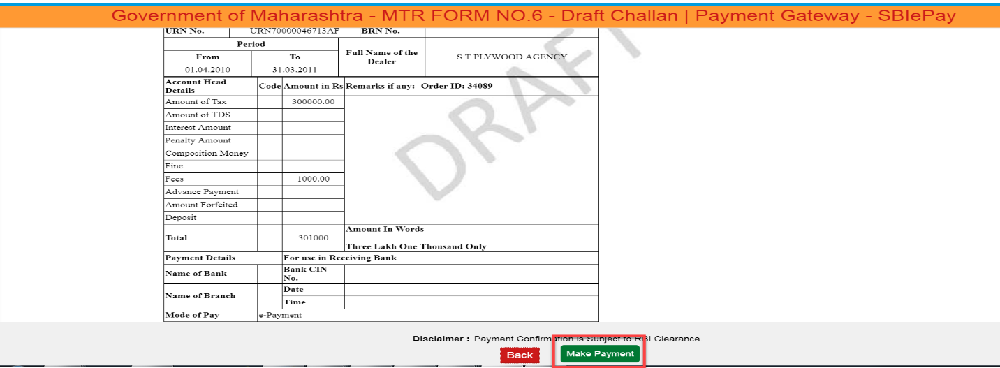 Government of Maharashtra - MTR FORM NO.6 - Draft Challan | Payment Gateway - SBIePay
URN No. URN70000046713AF BRN No.
Period
From To Full Name of the Dealer S T PLYWOOD AGENCY
01.04.2010 31.03.2011
Account Head Details Code Amount in Rs Remarks if any:- Order ID: 34089
Amount of Tax 300000.00
Amount of TDS
Interest Amount
Penalty Amount
Composition Money
Fine
Fees 1000.00
Advance Payment
Amount Forfeited
Deposit
Total 301000 Amount In Words
Three Lakh One Thousand Only
Payment Details For use in Receiving Bank
Name of Bank Bank CIN No.
Name of Branch Date
Time
Mode of Pay e-Payment
DRAFT
Disclaimer : Payment Confirmation is Subject to RBI Clearance.
Back Make Payment